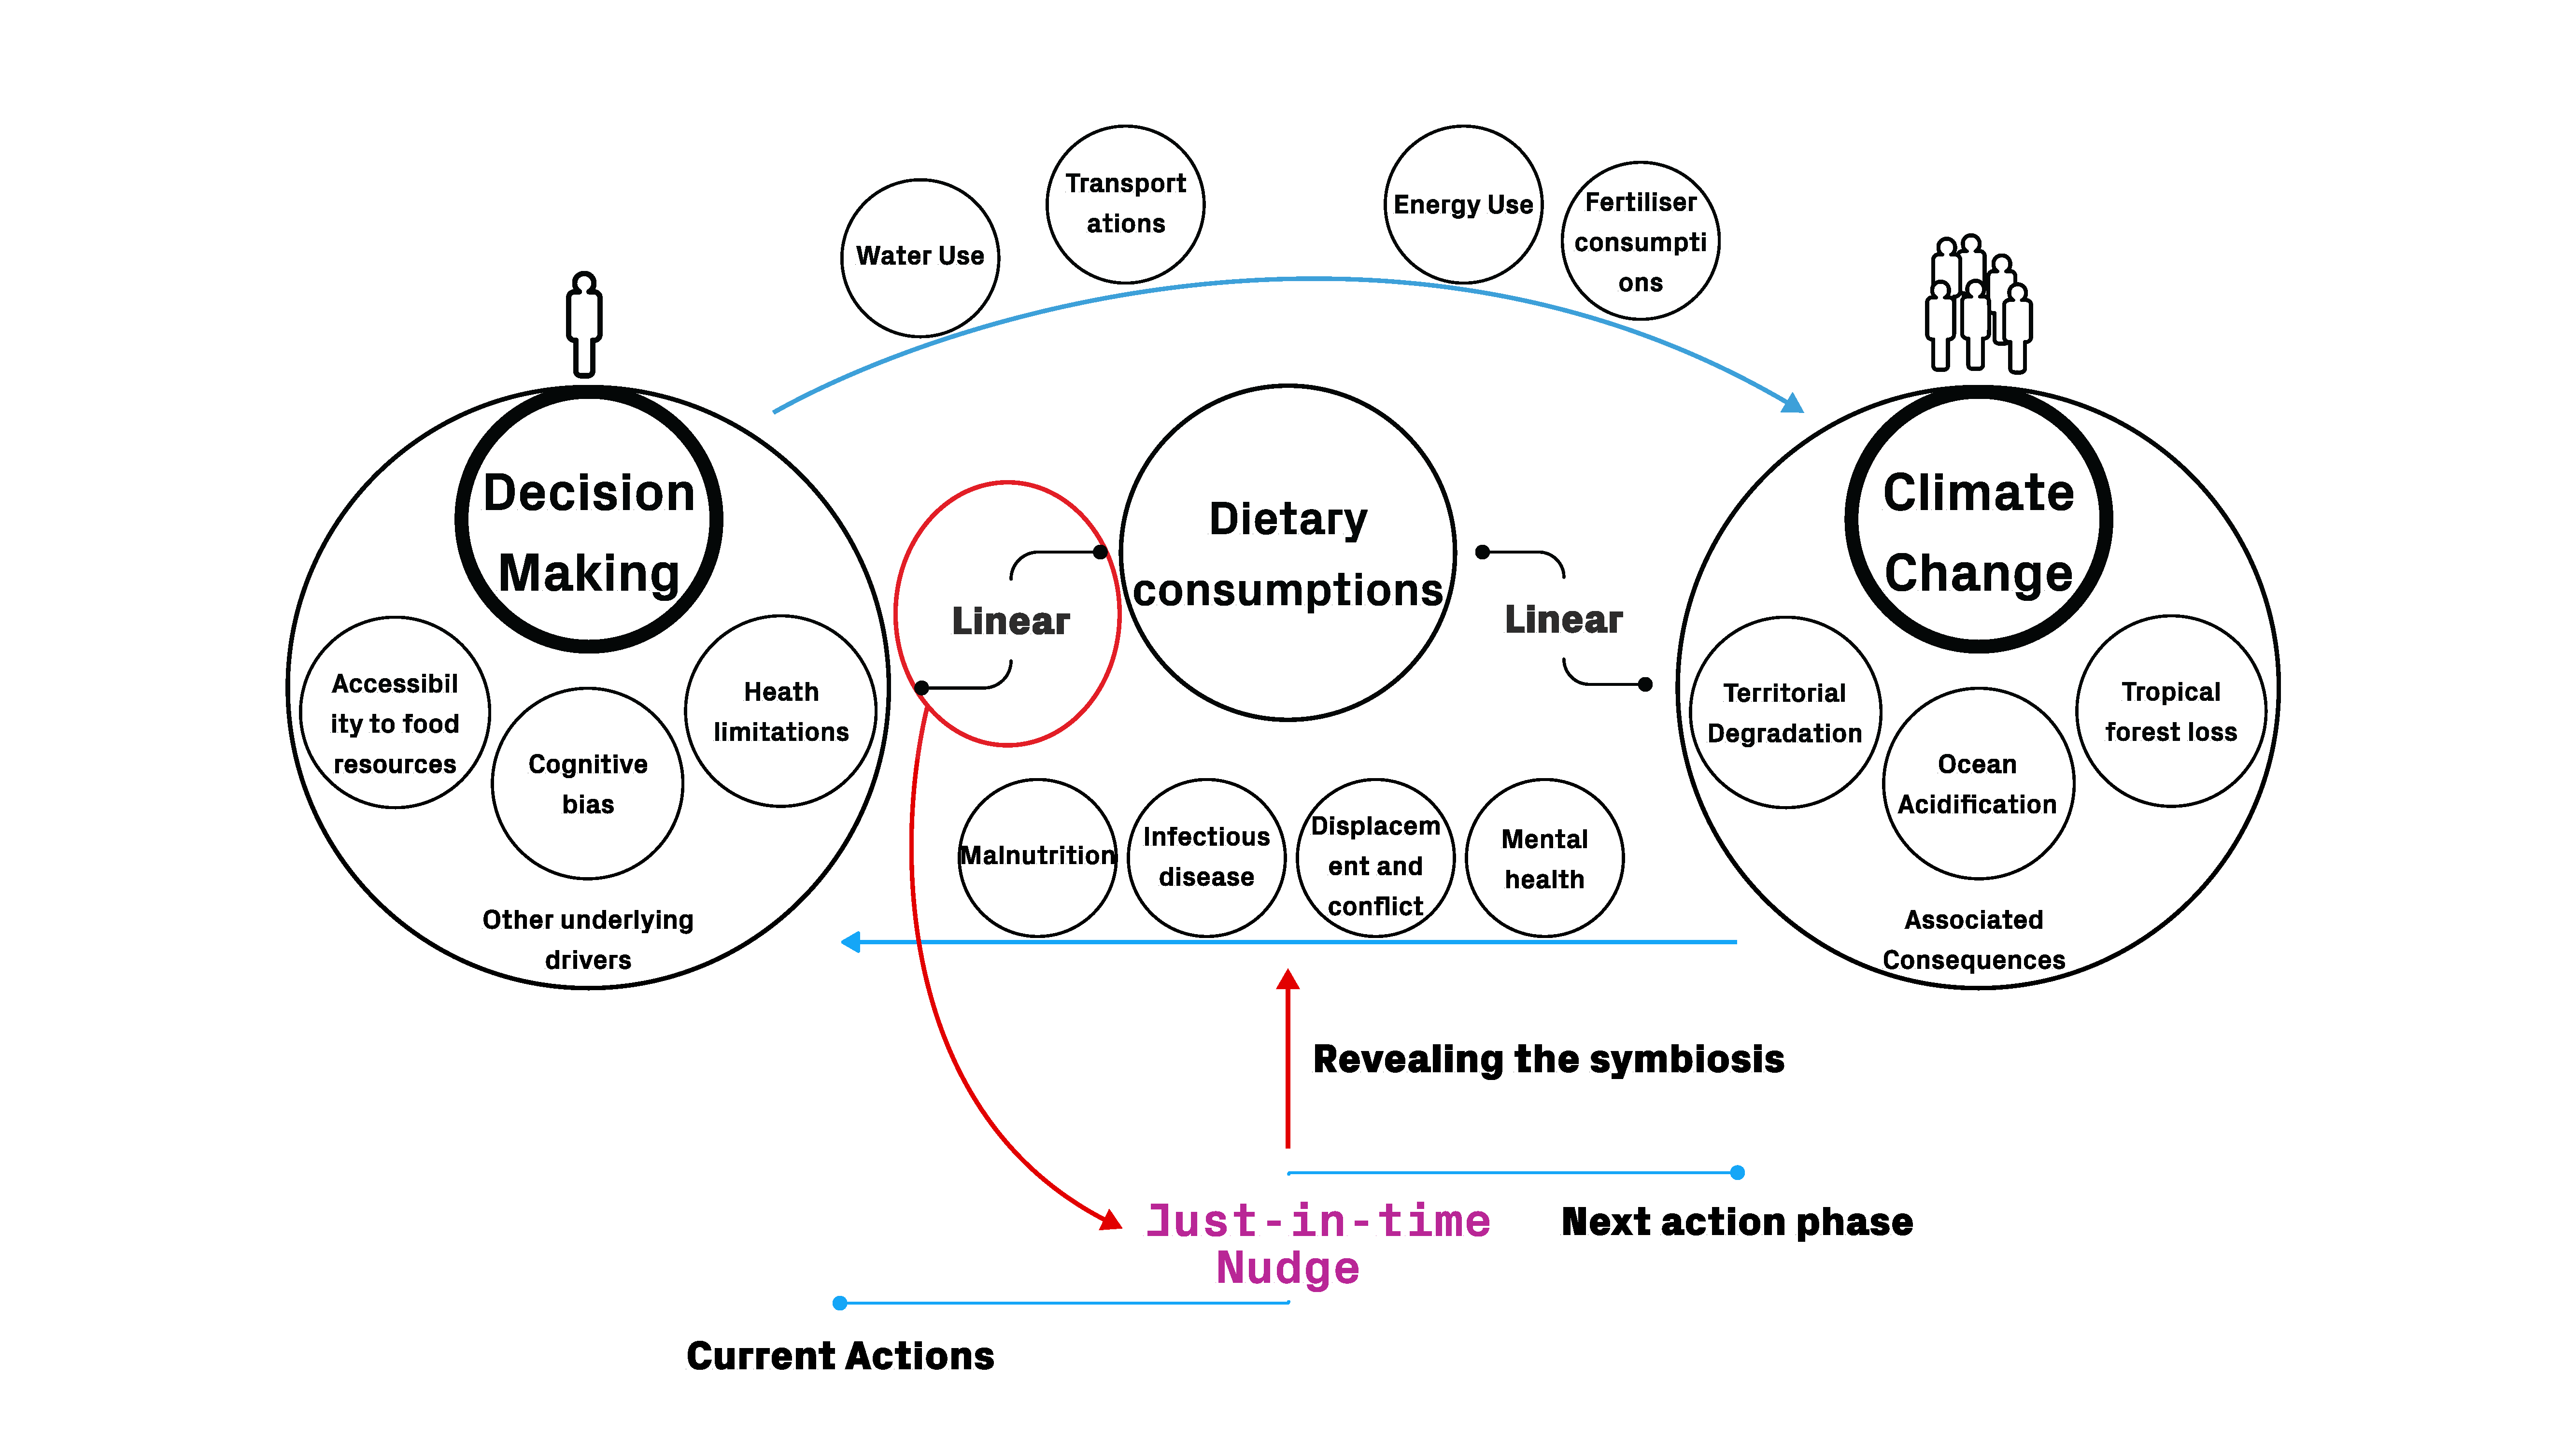 Water Use
Transport
ations
Energy Use
Fertiliser
consumpti
ons
Decision
Making
Accessibil
ity to food
resources
Cognitive
bias
Heath
limitations
Other underlying
drivers
Linear
Dietary
consumptions
Linear
Climate
Change
Territorial
Degradation
Ocean
Acidification
Tropical
forest loss
Associated
Consequences
Malnutrition
Infectious
disease
Displacem
ent and
conflict
Mental
health
Revealing the symbiosis
Just-in-time
Nudge
Next action phase
Current Actions